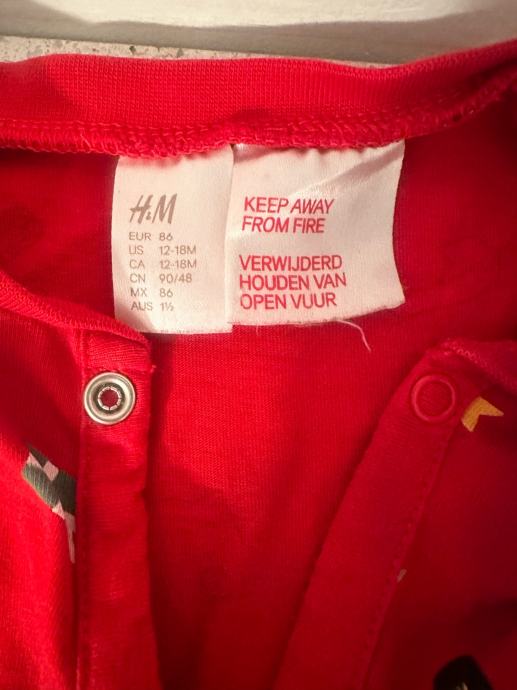 H&M
EUR 86
US 12-18M
CA 12-18M
CN 90/48
MX 86
AUS 1½
KEEP AWAY
FROM FIRE
VERWIJDERD
HOUDEN VAN
OPEN VUUR